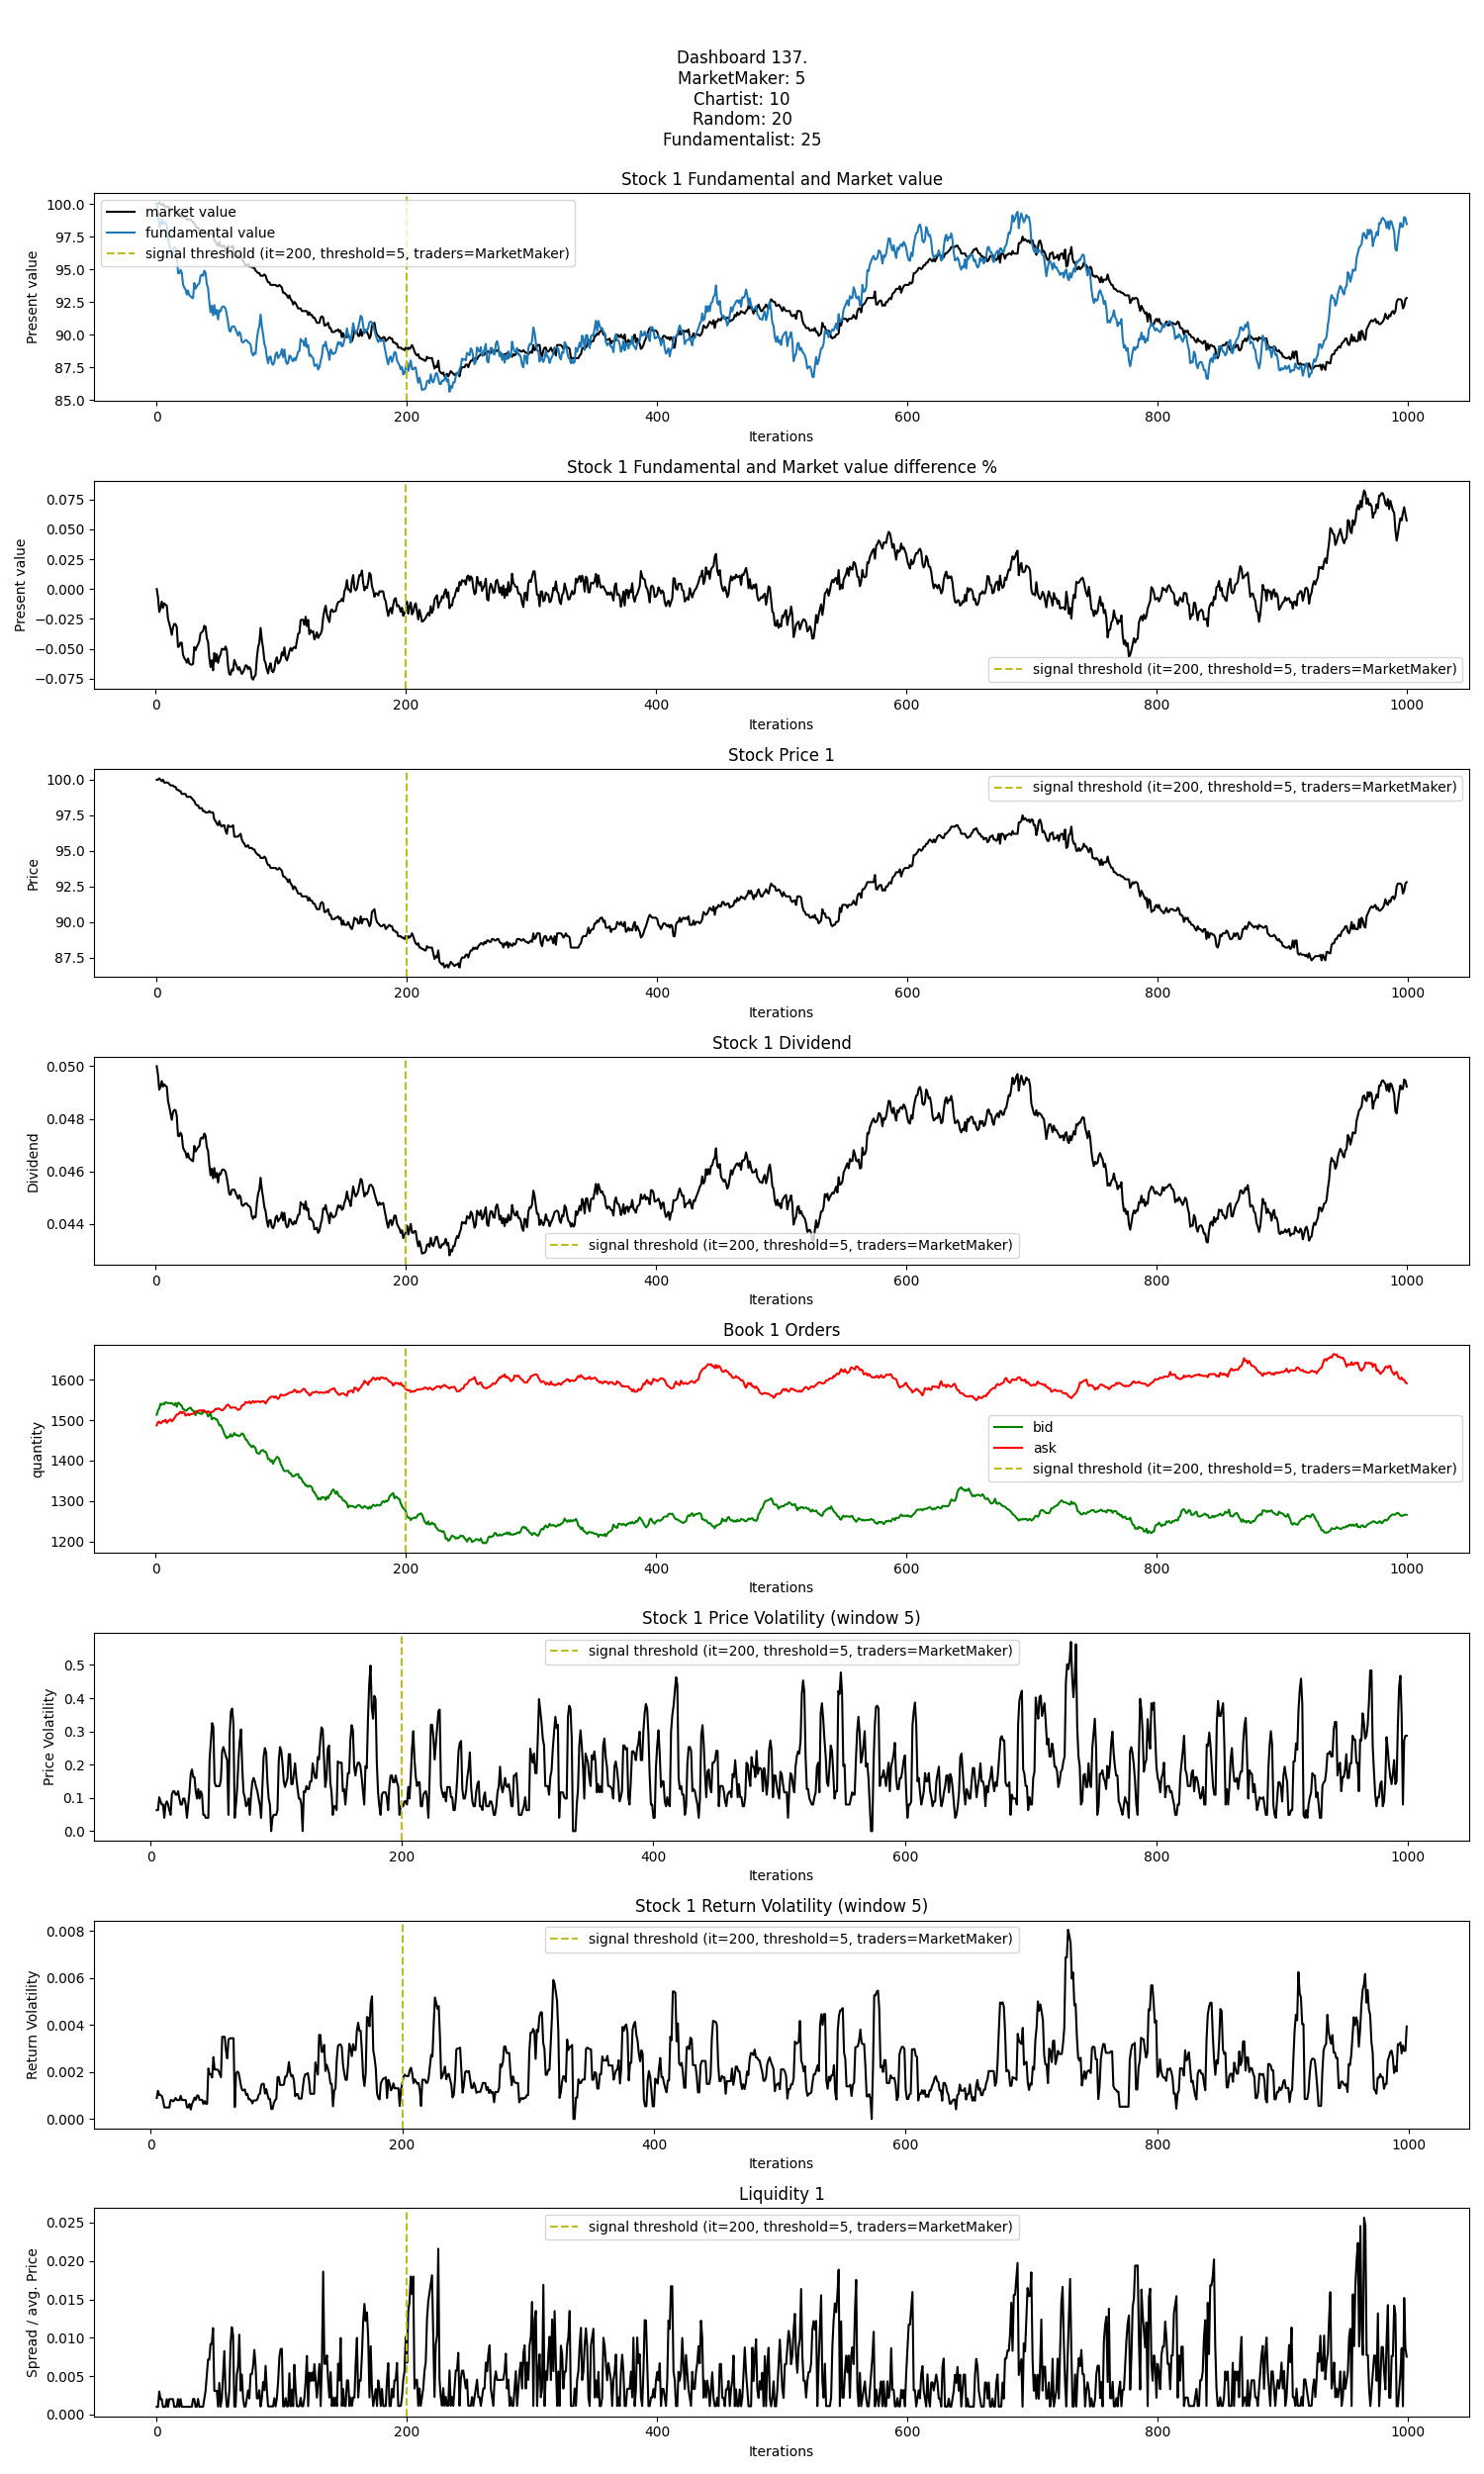 Dashboard 137.
MarketMaker: 5
Chartist: 10
Random: 20
Fundamentalist: 25
Stock 1 Fundamental and Market value
market value
fundamental value
signal threshold (it=200, threshold=5, traders=MarketMaker)
Present value
100.0
97.5
95.0
92.5
90.0
87.5
85.0
0 200 400 600 800 1000
Iterations
Stock 1 Fundamental and Market value difference %
Present value
0.075
0.050
0.025
0.000
−0.025
−0.050
−0.075
signal threshold (it=200, threshold=5, traders=MarketMaker)
0 200 400 600 800 1000
Iterations
Stock Price 1
signal threshold (it=200, threshold=5, traders=MarketMaker)
Price
100.0
97.5
95.0
92.5
90.0
87.5
0 200 400 600 800 1000
Iterations
Stock 1 Dividend
Dividend
0.050
0.048
0.046
0.044
signal threshold (it=200, threshold=5, traders=MarketMaker)
0 200 400 600 800 1000
Iterations
Book 1 Orders
quantity
1600
1500
1400
1300
1200
bid
ask
signal threshold (it=200, threshold=5, traders=MarketMaker)
0 200 400 600 800 1000
Iterations
Stock 1 Price Volatility (window 5)
signal threshold (it=200, threshold=5, traders=MarketMaker)
Price Volatility
0.5
0.4
0.3
0.2
0.1
0.0
0 200 400 600 800 1000
Iterations
Stock 1 Return Volatility (window 5)
signal threshold (it=200, threshold=5, traders=MarketMaker)
Return Volatility
0.008
0.006
0.004
0.002
0.000
0 200 400 600 800 1000
Iterations
Liquidity 1
signal threshold (it=200, threshold=5, traders=MarketMaker)
Spread / avg. Price
0.025
0.020
0.015
0.010
0.005
0.000
0 200 400 600 800 1000
Iterations